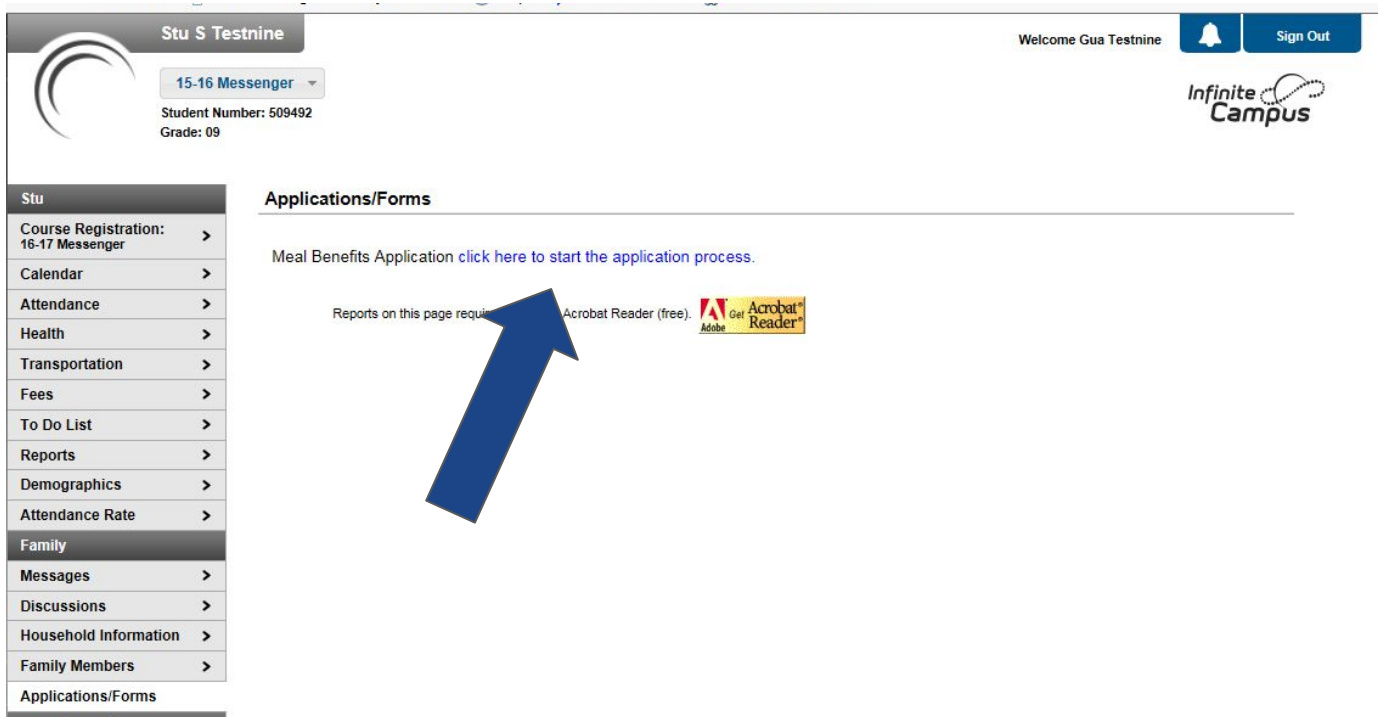 Stu S Testnine
Welcome Gua Testnine
Sign Out
15-16 Messenger
Student Number: 509492
Grade: 09
Infinite
Campus
Stu
Course Registration:
16-17 Messenger
Calendar
Attendance
Health
Transportation
Fees
To Do List
Reports
Demographics
Attendance Rate
Family
Messages
Discussions
Household Information
Family Members
Applications/Forms
Applications/Forms
Meal Benefits Application click here to start the application process.
Reports on this page Acrobat Reader (free).
Adobe
Get Acrobat®
Reader®